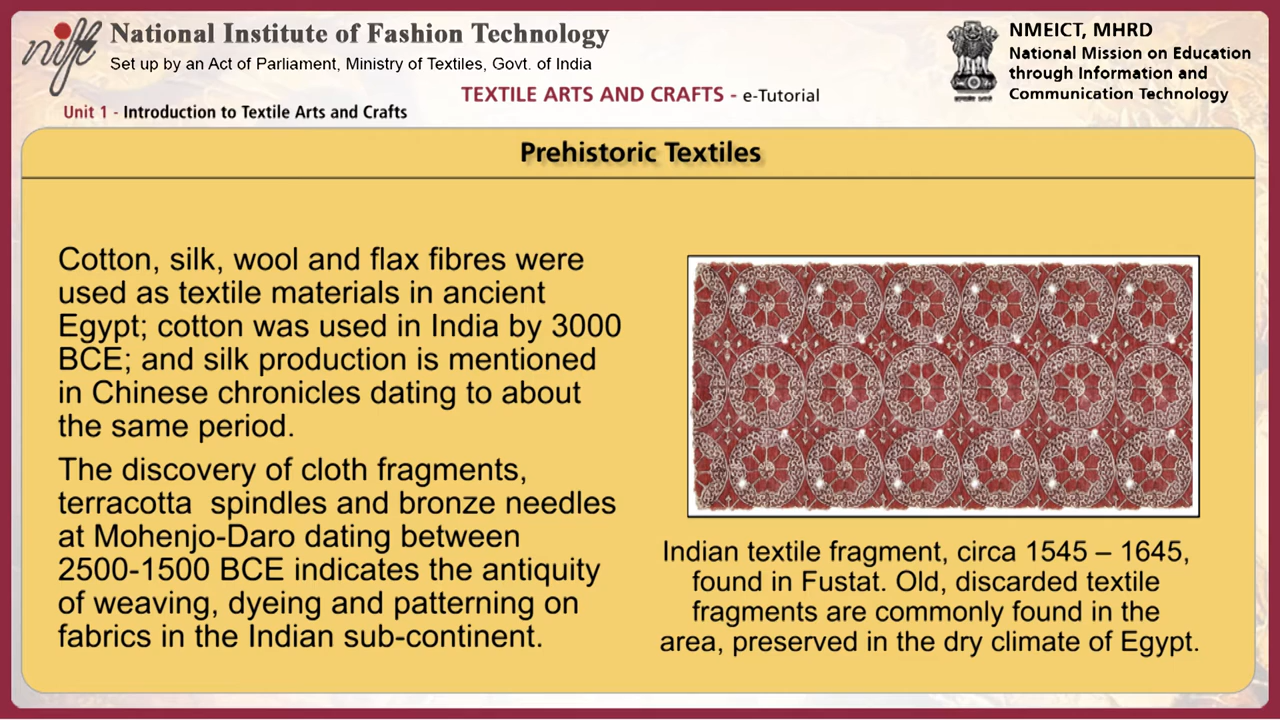 nift
National Institute of Fashion Technology
Set up by an Act of Parliament, Ministry of Textiles, Govt. of India
NMEICT, MHRD
National Mission on Education
through Information and
Communication Technology
TEXTILE ARTS AND CRAFTS - e-Tutorial
Unit 1 - Introduction to Textile Arts and Crafts
Prehistoric Textiles
Cotton, silk, wool and flax fibres were
used as textile materials in ancient
Egypt; cotton was used in India by 3000
BCE; and silk production is mentioned
in Chinese chronicles dating to about
the same period.
The discovery of cloth fragments,
terracotta spindles and bronze needles
at Mohenjo-Daro dating between
2500-1500 BCE indicates the antiquity
of weaving, dyeing and patterning on
fabrics in the Indian sub-continent.
Indian textile fragment, circa 1545 – 1645,
found in Fustat. Old, discarded textile
fragments are commonly found in the
area, preserved in the dry climate of Egypt.